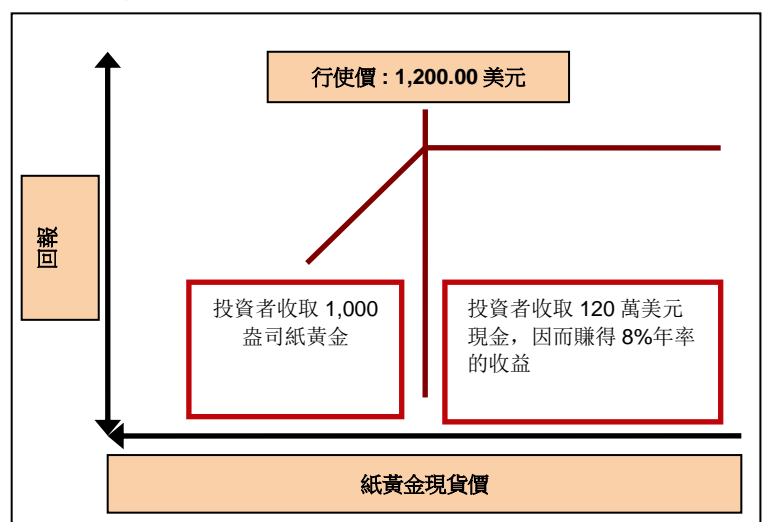 行使價 : 1,200.00 美元
回報
投資者收取 1,000
盎司紙黃金
投資者收取 120 萬美元
現金，因而賺得 8%年率
的收益
紙黃金現貨價